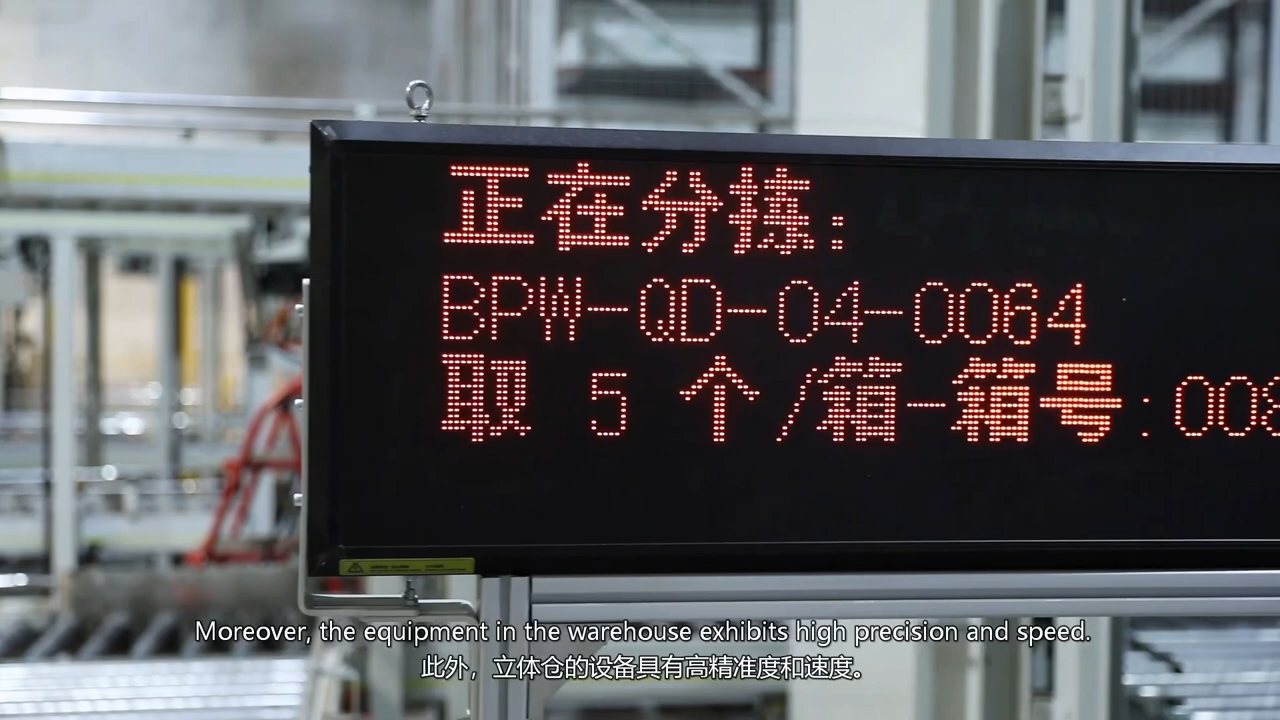 正在分拣:
BPW-QD-04-0064
取 5 个/箱-箱号:008
Moreover, the equipment in the warehouse exhibits high precision and speed.
此外，立体仓的设备具有高精准度和速度。